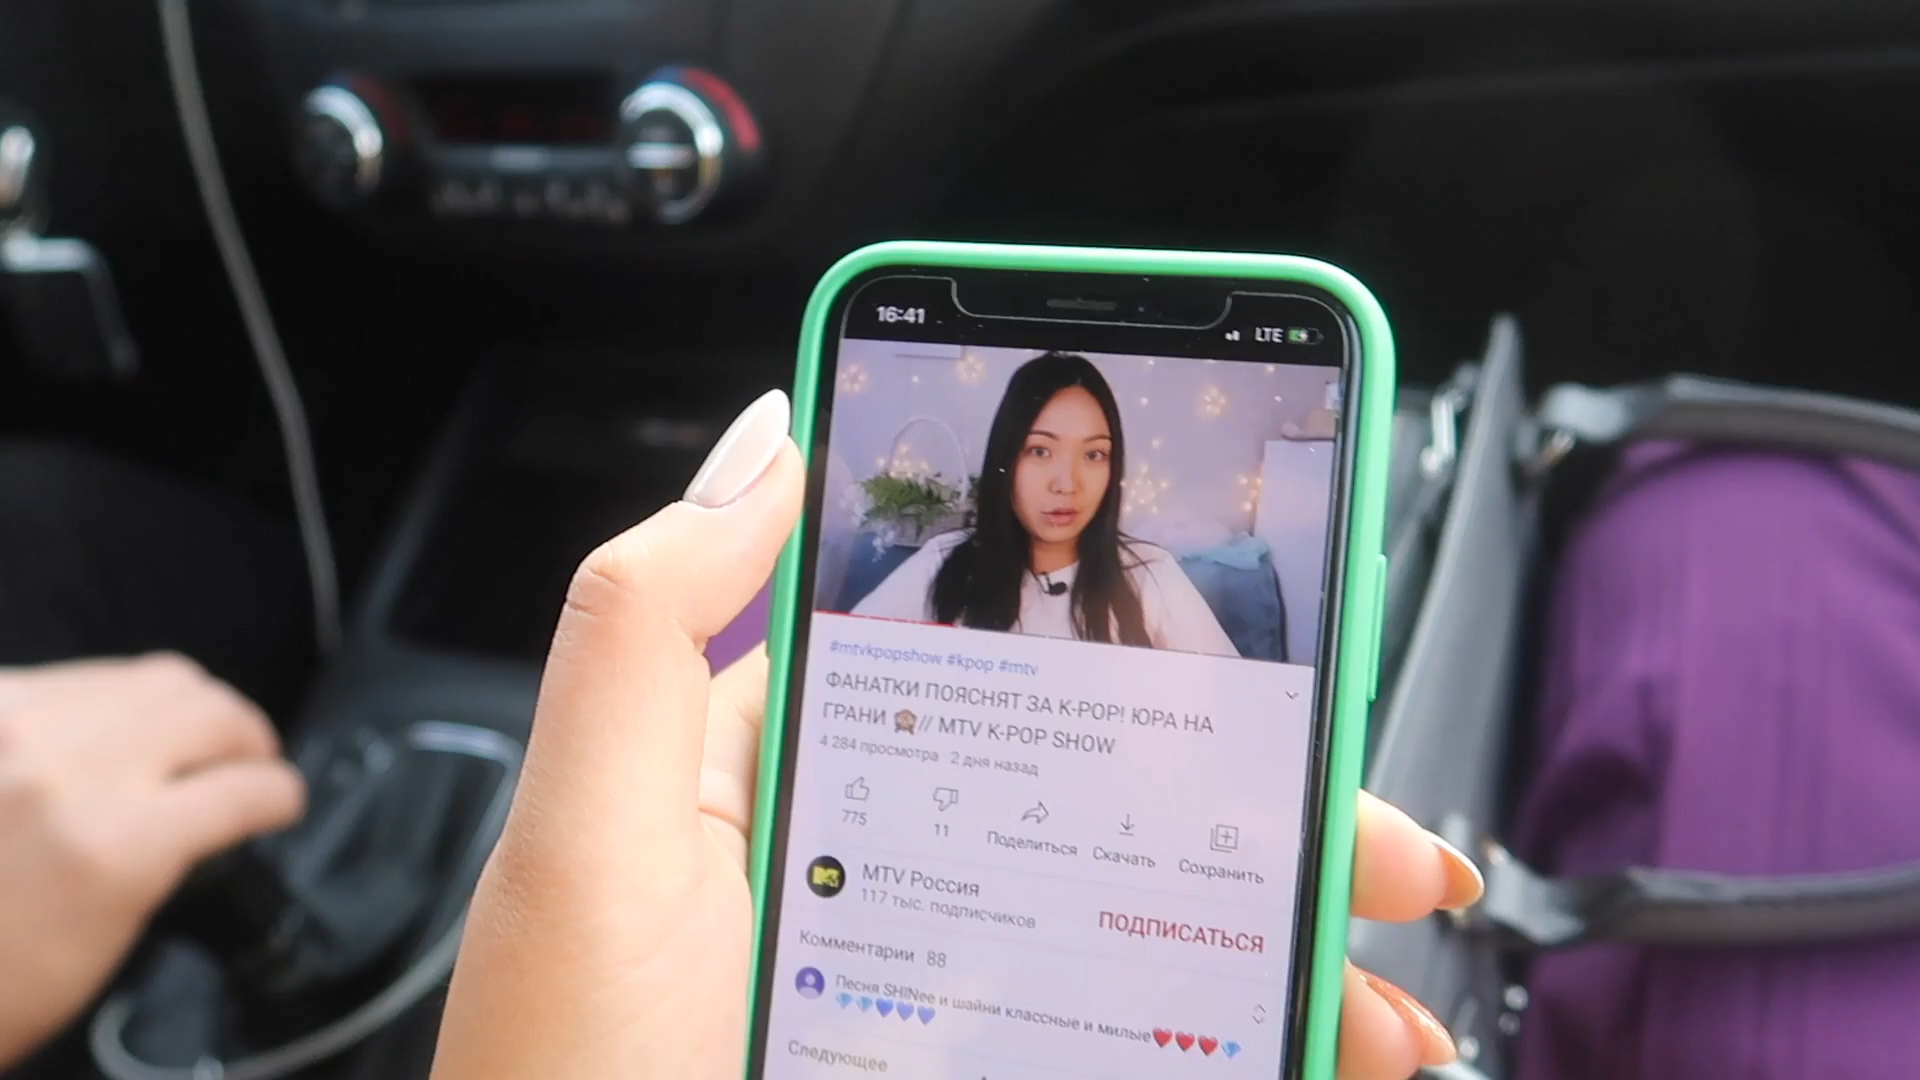 16:41
LTE
#mtvkpopshow #kpop #mtv
ФАНАТКИ ПОЯСНЯТ ЗА K-POP! ЮРА НА
ГРАНИ 🙈// MTV K-POP SHOW
4 284 просмотра · 2 дня назад
775
11
Поделиться
Скачать
Сохранить
MTV Россия
117 тыс. подписчиков
ПОДПИСАТЬСЯ
Комментарии 88
Песня SHINee и шайни классные и милые❤️❤️❤️💎
💎💎💙💙💙
Следующее